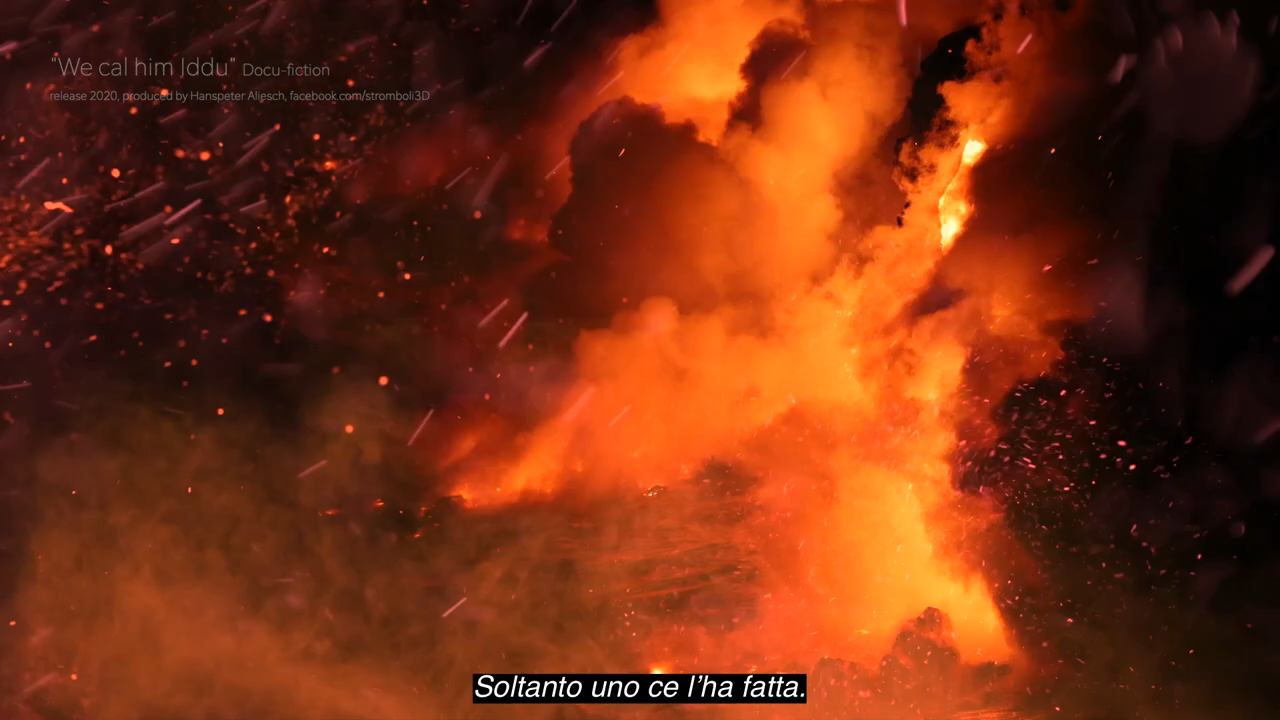 "We cal him Iddu" Docu-fiction
release 2020, produced by Hanspeter Aliesch, facebook.com/stromboli3D
Soltanto uno ce l'ha fatta.